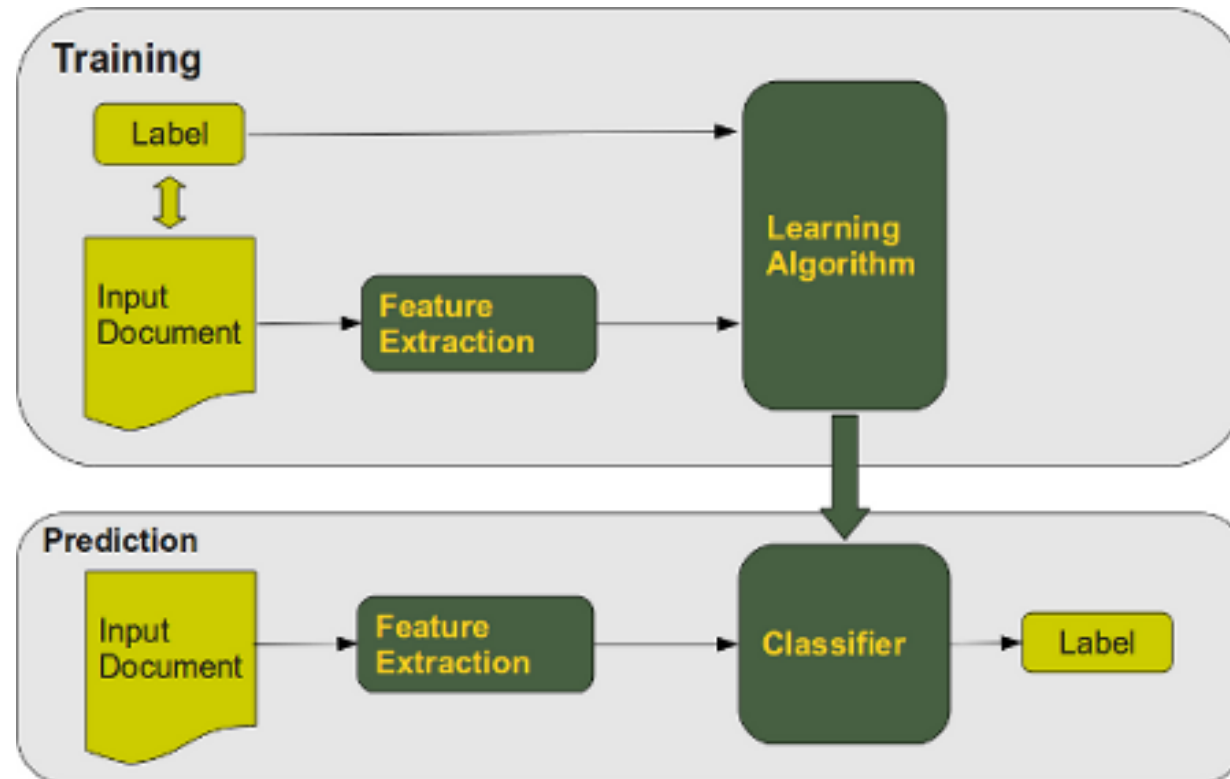 Training
Label
Learning
Algorithm
Input
Document
Feature
Extraction
Prediction
Input
Document
Feature
Extraction
Classifier
Label